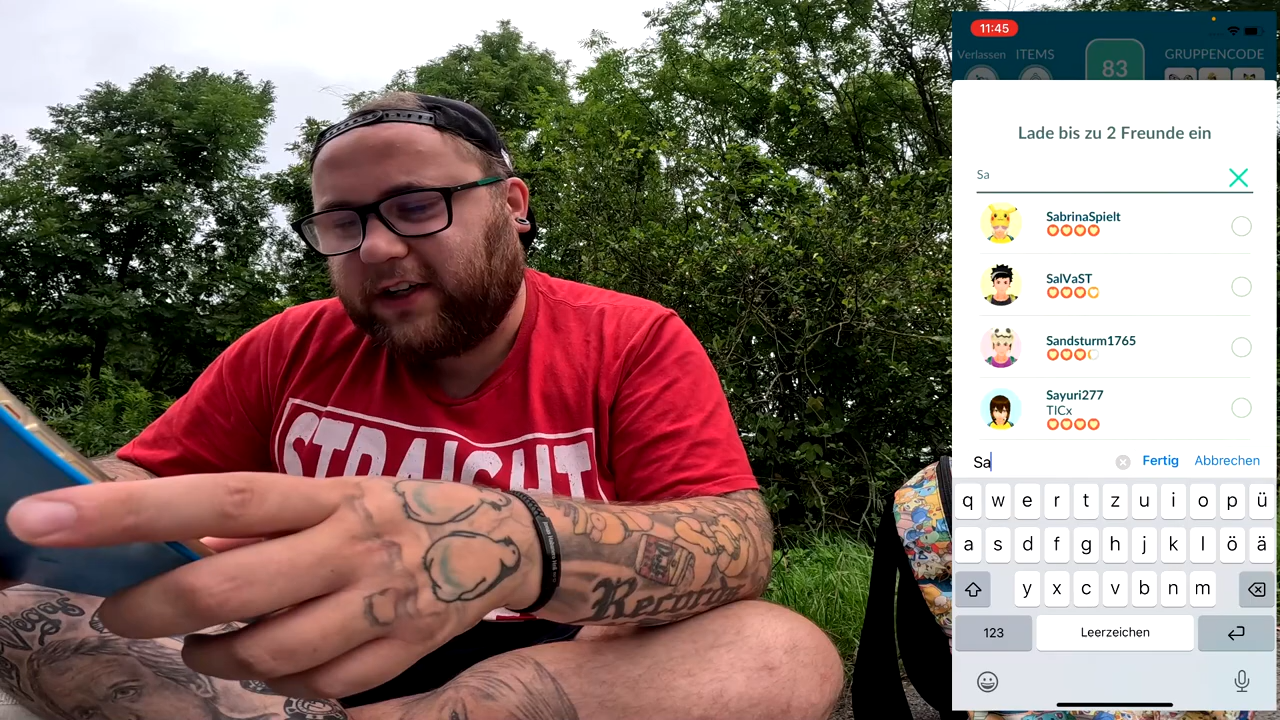 11:45
Verlassen
ITEMS
83
GRUPPENCODE
Lade bis zu 2 Freunde ein
Sa
SabrinaSpielt
SalVaST
Sandsturm1765
Sayuri277
TICx
Sa
Fertig
Abbrechen
q w e r t z u i o p ü
a s d f g h j k l ö ä
y x c v b n m
123
Leerzeichen
STRAIGHT
Records